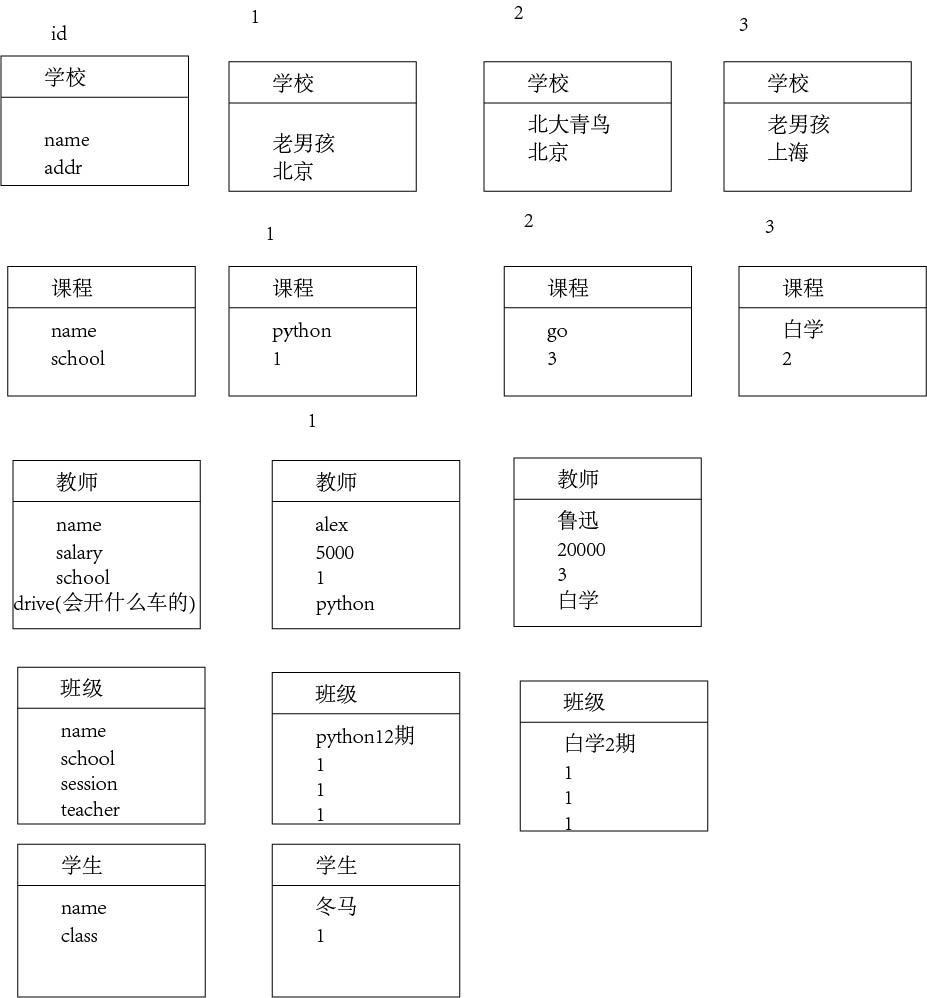 id
1
2
3
学校
name
addr
学校
老男孩
北京
学校
北大青鸟
北京
学校
老男孩
上海
1
2
3
课程
name
school
课程
python
1
课程
go
3
课程
白学
2
1
教师
name
salary
school
drive(会开什么车的)
教师
alex
5000
1
python
教师
鲁迅
20000
3
白学
班级
name
school
session
teacher
班级
python12期
1
1
1
班级
白学2期
1
1
1
学生
name
class
学生
冬马
1